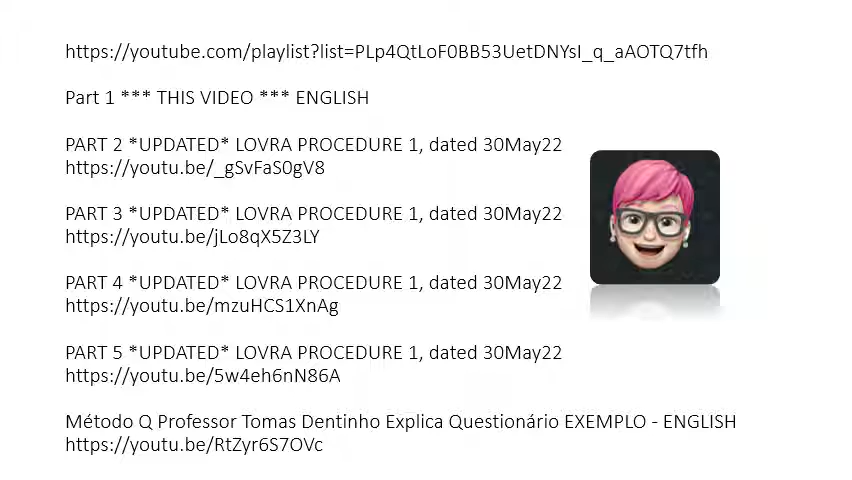 https://youtube.com/playlist?list=PLp4QtLoF0BB53UetDNYsI_q_aAOTQ7tfh
Part 1 *** THIS VIDEO *** ENGLISH
PART 2 *UPDATED* LOVRA PROCEDURE 1, dated 30May22
https://youtu.be/_gSvFaS0gV8
PART 3 *UPDATED* LOVRA PROCEDURE 1, dated 30May22
https://youtu.be/jLo8qX5Z3LY
PART 4 *UPDATED* LOVRA PROCEDURE 1, dated 30May22
https://youtu.be/mzuHCS1XnAg
PART 5 *UPDATED* LOVRA PROCEDURE 1, dated 30May22
https://youtu.be/5w4eh6nN86A
Método Q Professor Tomas Dentinho Explica Questionário EXEMPLO - ENGLISH
https://youtu.be/RtZyr6S7OVc